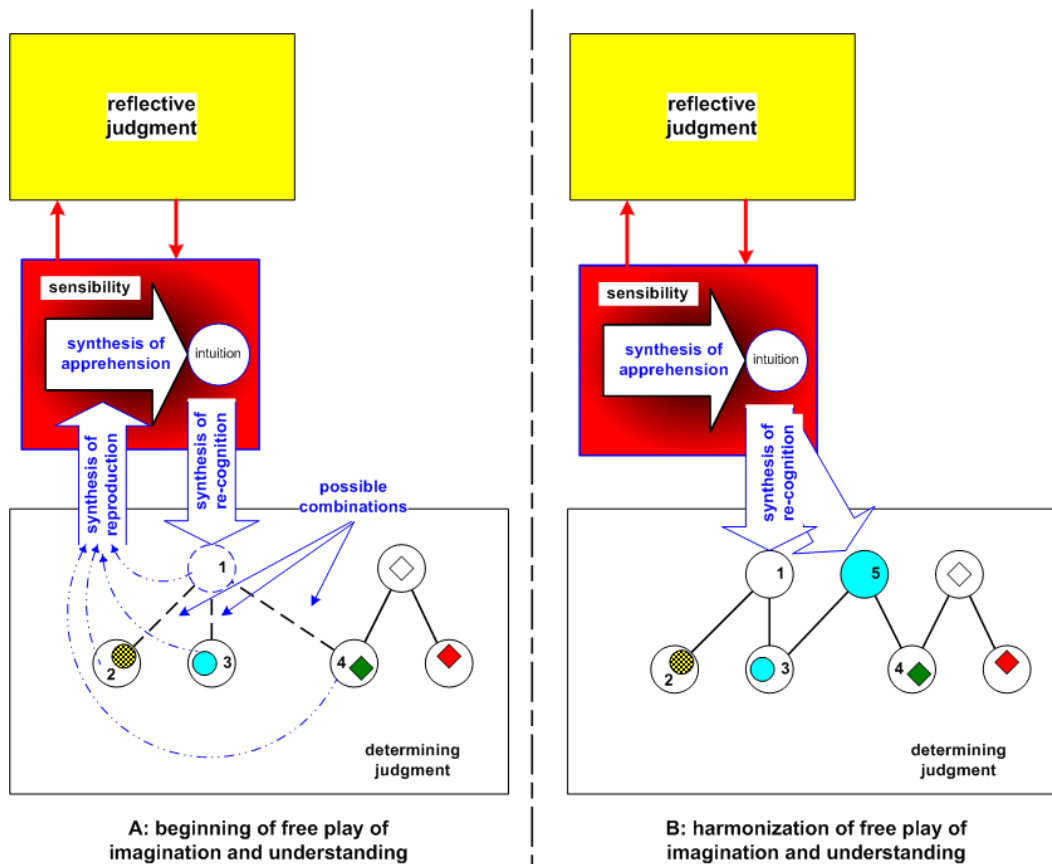 reflective
judgment
sensibility
synthesis of
apprehension
intuition
synthesis of
reproduction
synthesis of
re-cognition
possible
combinations
1
2
3
4
determining
judgment
A: beginning of free play of
imagination and understanding
reflective
judgment
sensibility
synthesis of
apprehension
intuition
synthesis of
re-cognition
1
5
2
3
4
determining
judgment
B: harmonization of free play of
imagination and understanding